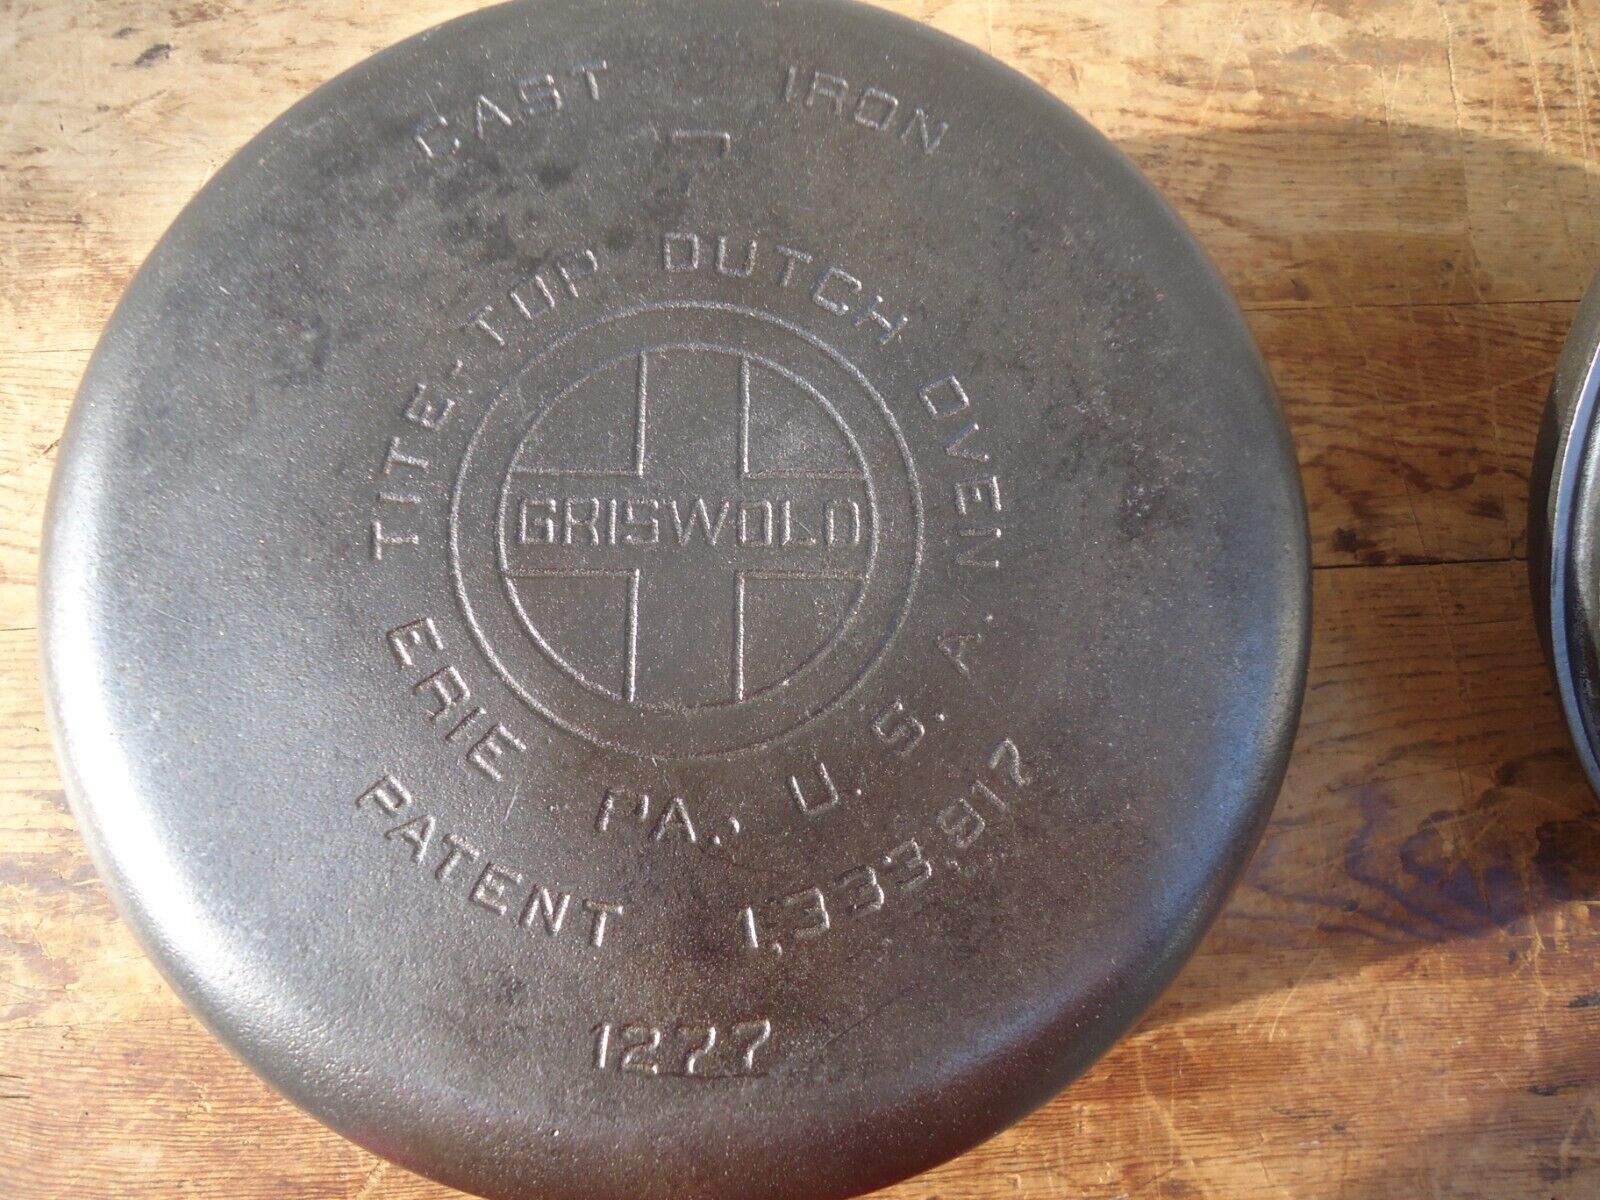 CAST IRON
7
TITE-TOP DUTCH OVEN
GRISWOLD
ERIE PA., U.S.A.
PATENT 1,333,917
1277